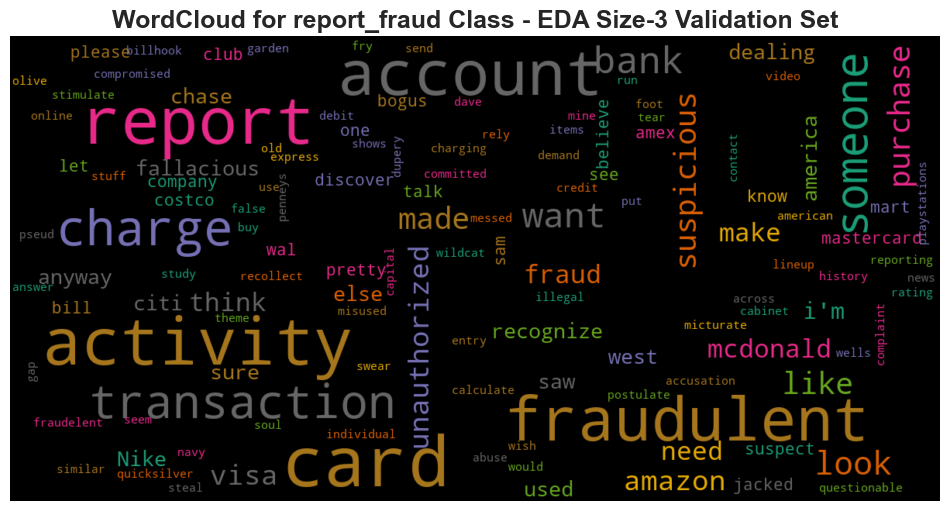 WordCloud for report_fraud Class - EDA Size-3 Validation Set
please
billhook
club
garden
fry
send
account
bank
dealing
someone
purchase
olive
compromised
run
video
stimulate
chase
bogus
dave
believe
foot
suspicious
online
report
debit
one
mine
tear
amex
america
old
shows
dupery
rely
items
contact
let
express
fallacious
charging
demand
see
stuff
company
discover
talk
committed
credit
know
mart
playstations
costco
use
penneys
false
made
messed
want
put
american
pseud
charge
buy
wal
unauthorized
sam
wildcat
make
mastercard
answer
study
capital
lineup
reporting
anyway
recollect
pretty
fraud
history
news
else
illegal
across
rating
bill
citi
think
misused
cabinet
i'm
theme
recognize
micturate
complaint
activity
entry
west
mcdonald
wells
gap
sure
swear
saw
accusation
like
transaction
calculate
postulate
fraudelent
seem
soul
individual
card
fraudulent
Nike
navy
wish
need
suspect
look
similar
quicksilver
visa
abuse
would
steal
used
amazon
jacked
questionable